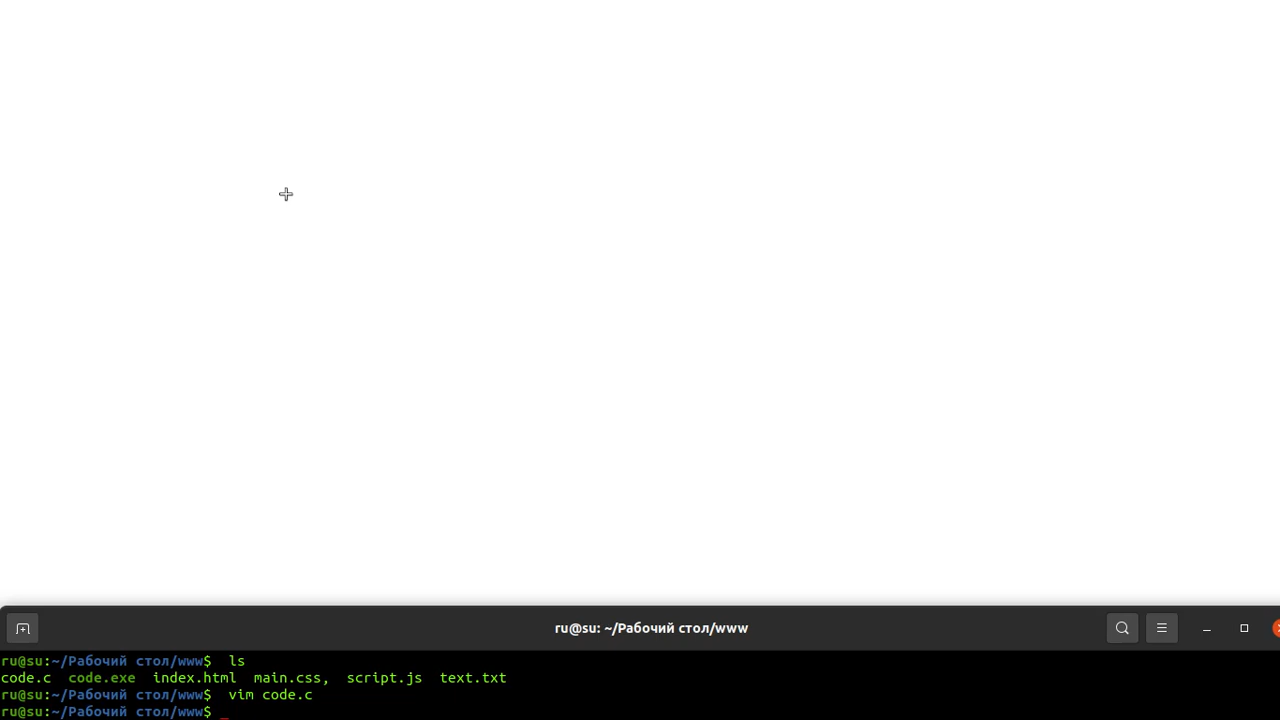 ru@su: ~/Рабочий стол/www
ru@su:~/Рабочий стол/www$  ls
code.c  code.exe  index.html  main.css,  script.js  text.txt
ru@su:~/Рабочий стол/www$  vim code.c
ru@su:~/Рабочий стол/www$